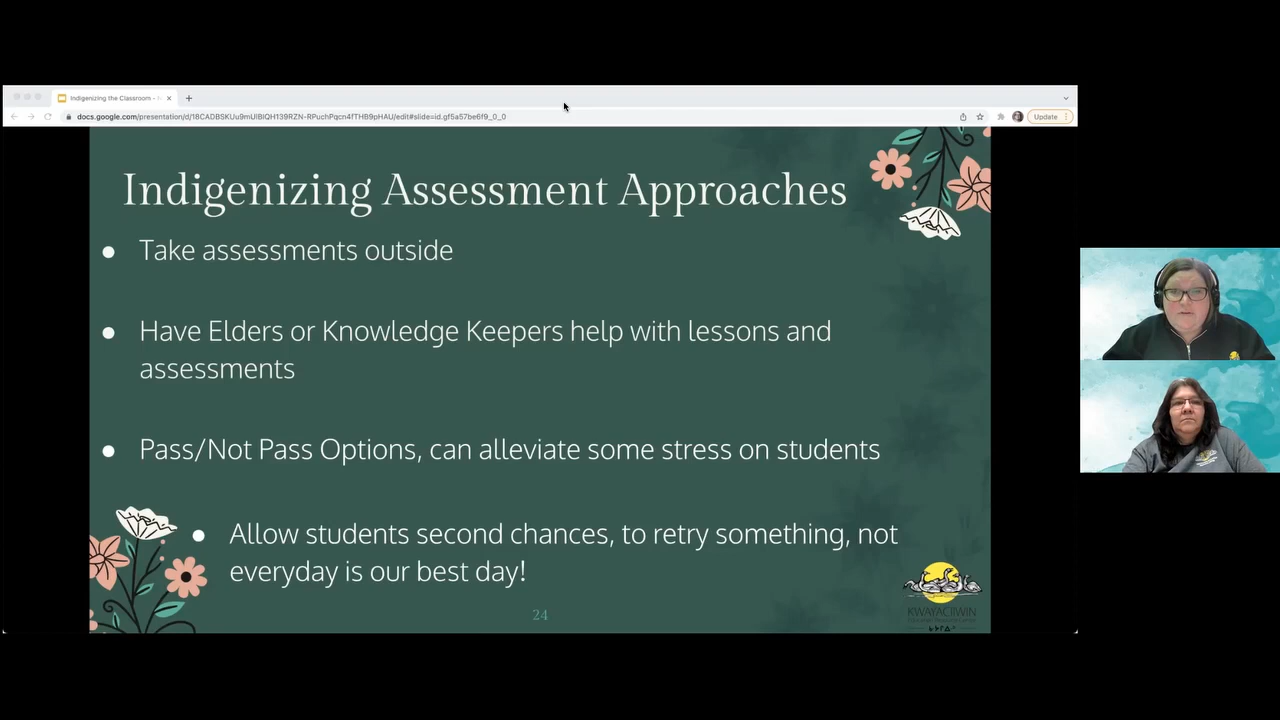 Indigenizing the Classroom -
docs.google.com/presentation/d/18CADBSKUu9mUIBIQH139RZN-RPuchPqcn4fTHB9pHAU/edit#slide=id.gf5a57be6f9_0_0
Update
Indigenizing Assessment Approaches
● Take assessments outside
● Have Elders or Knowledge Keepers help with lessons and
assessments
● Pass/Not Pass Options, can alleviate some stress on students
● Allow students second chances, to retry something, not
everyday is our best day!
24
KWAYACIIWIN